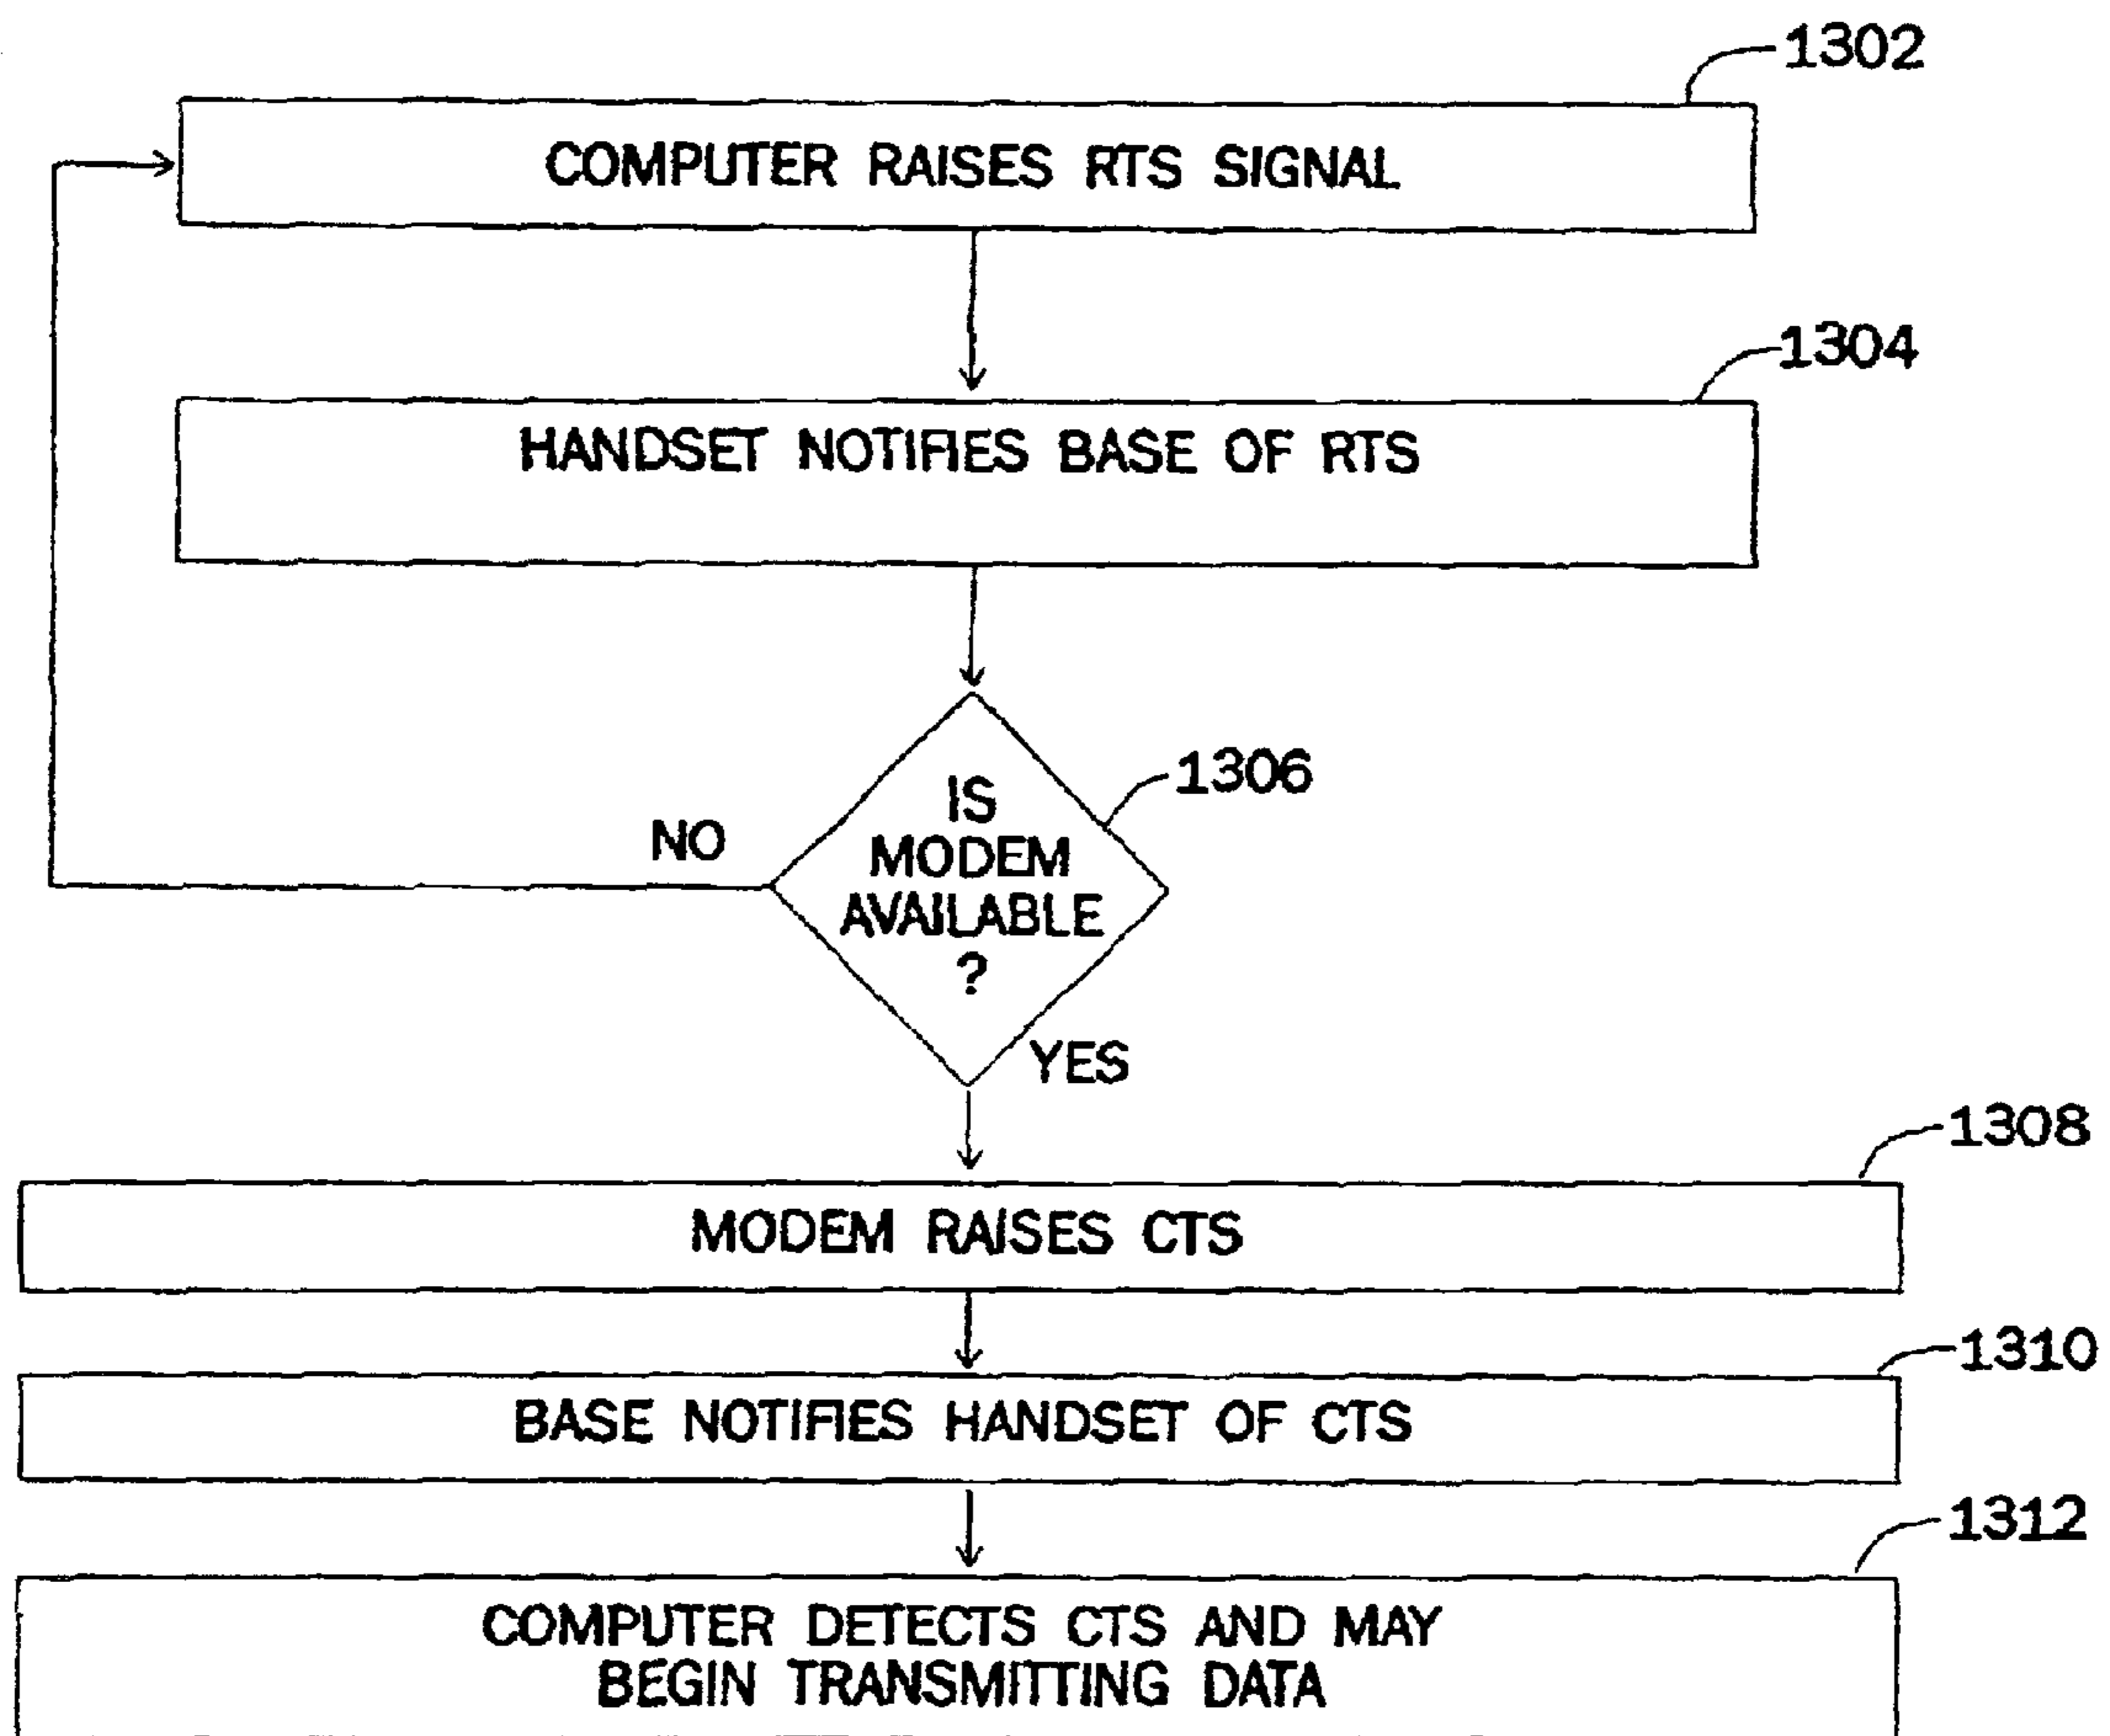 1302
COMPUTER RAISES RTS SIGNAL
1304
HANDSET NOTIFIES BASE OF RTS
1306
IS
MODEM
AVAILABLE
?
NO
YES
1308
MODEM RAISES CTS
1310
BASE NOTIFIES HANDSET OF CTS
1312
COMPUTER DETECTS CTS AND MAY
BEGIN TRANSMITTING DATA